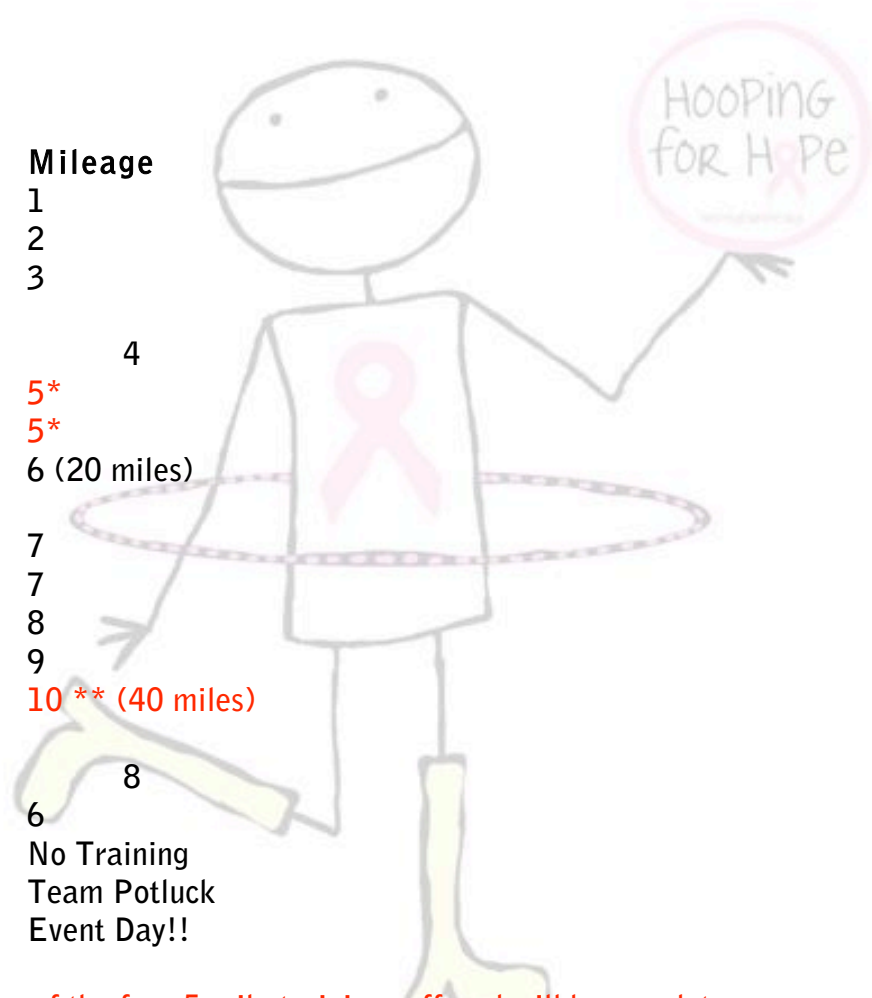 HOOPING
FOR HOPE
Mileage
1
2
3
4
5*
5*
6 (20 miles)
7
7
8
9
10 ** (40 miles)
8
6
No Training
Team Potluck
Event Day!!